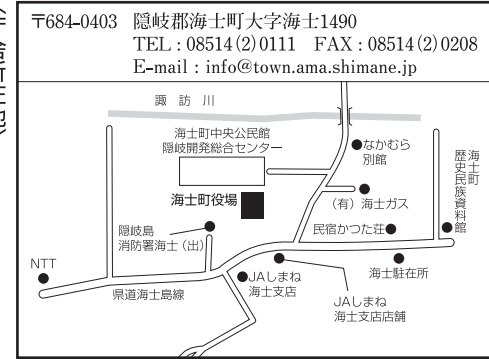 〒684-0403 隠岐郡海士町大字海士1490
TEL：08514(2)0111 FAX：08514(2)0208
E-mail：info@town.ama.shimane.jp
諏訪川
海士町中央公民館
隠岐開発総合センター
なかむら
別館
海士町役場
(有)海士ガス
海士町
歴史民族資料館
隠岐島
消防署海士(出)
民宿かつた荘
NTT
県道海士島線
JAしまね
海士支店
JAしまね
海士支店店舗
海士駐在所